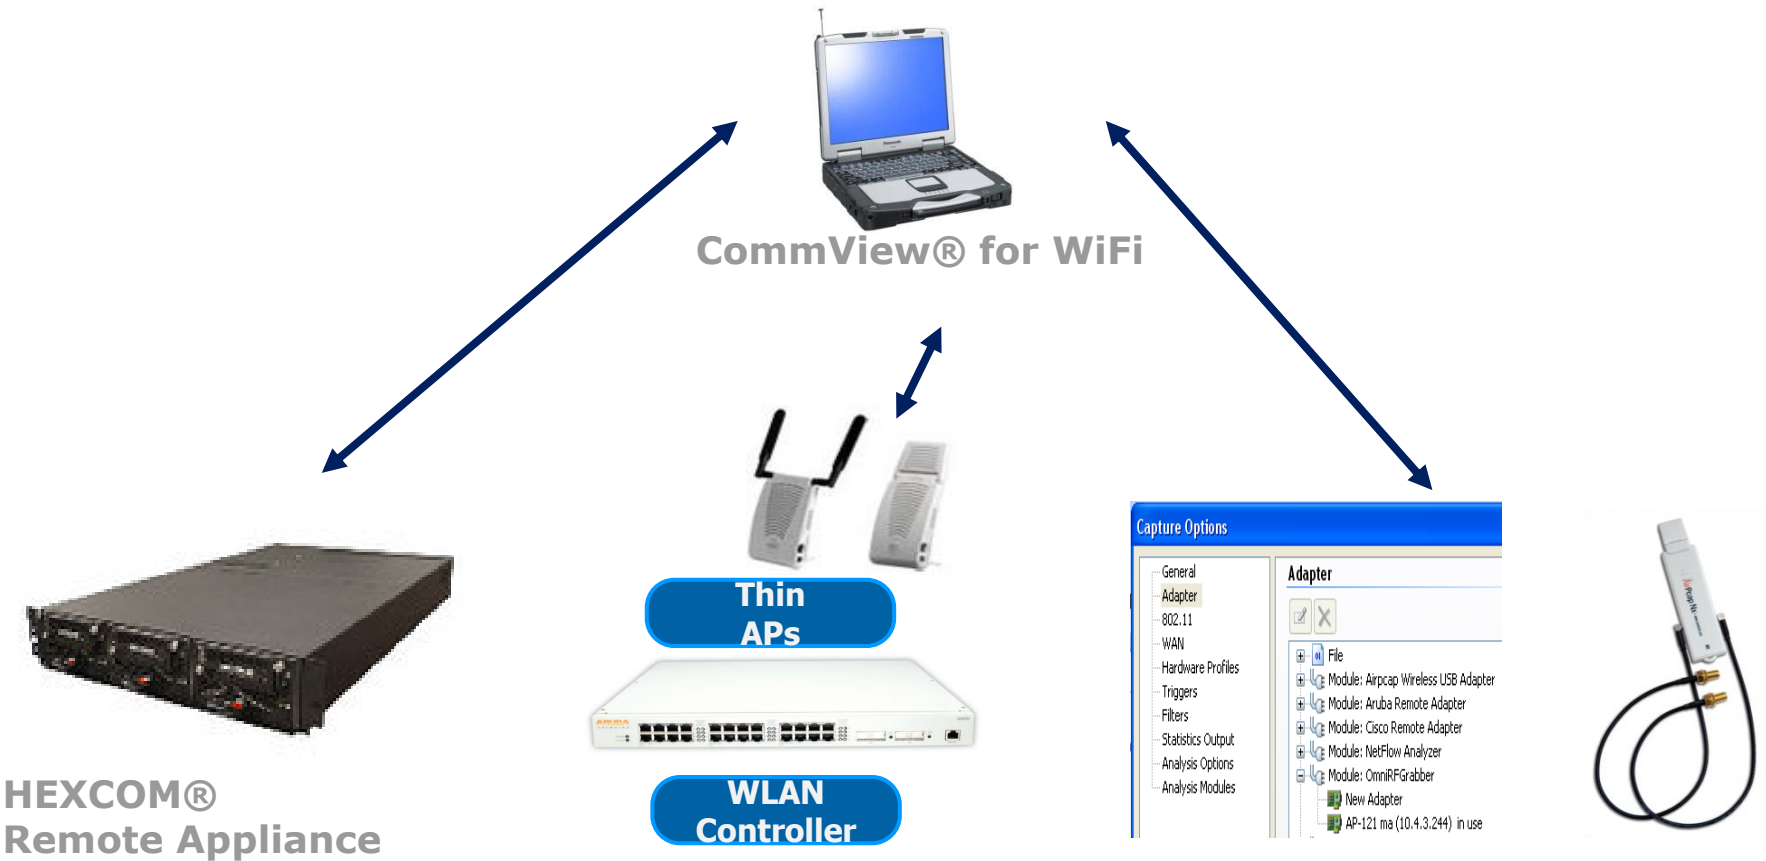 CommView® for WiFi
Thin
APs
ARUBA
WLAN
Controller
HEXCOM®
Remote Appliance
Capture Options
General
Adapter
802.11
WAN
Hardware Profiles
Triggers
Filters
Statistics Output
Analysis Options
Analysis Modules
Adapter
File
Module: Airpcap Wireless USB Adapter
Module: Aruba Remote Adapter
Module: Cisco Remote Adapter
Module: NetFlow Analyzer
Module: OmniRFGrabber
New Adapter
AP-121 ma (10.4.3.244) in use
AirPcap Nx